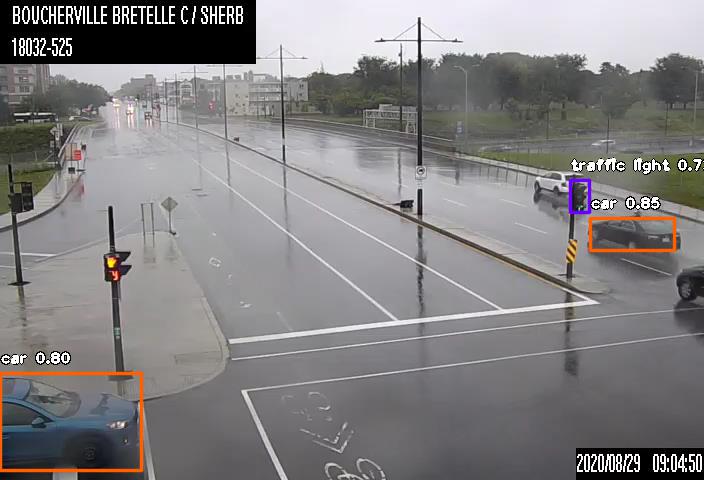 BOUCHERVILLE BRETELLE C / SHERB
18032-525
traffic light 0.7
car 0.85
car 0.80
2020/08/29 09:04:50